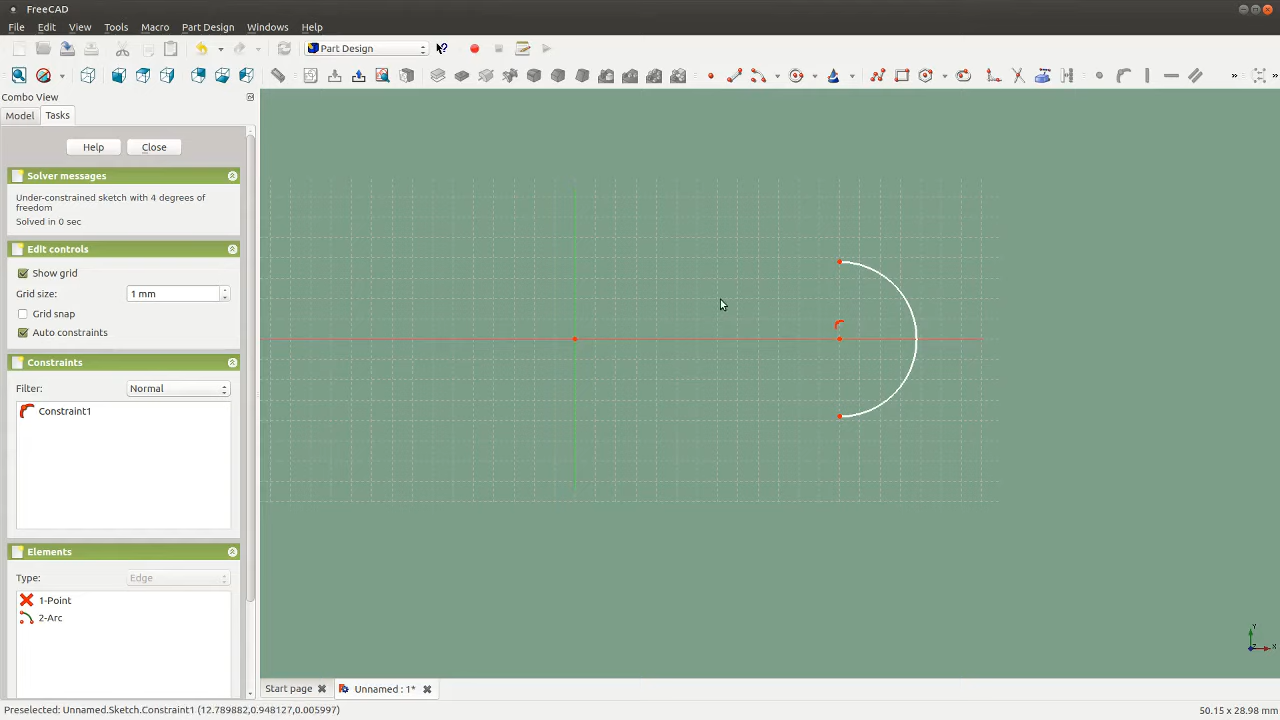 FreeCAD
File Edit View Tools Macro Part Design Windows Help
Part Design
Combo View
Model Tasks
Help Close
Solver messages
Under-constrained sketch with 4 degrees of
freedom
Solved in 0 sec
Edit controls
Show grid
Grid size: 1 mm
Grid snap
Auto constraints
Constraints
Filter: Normal
Constraint1
Elements
Type: Edge
1-Point
2-Arc
Y
X
Z
Start page Unnamed : 1*
Preselected: Unnamed.Sketch.Constraint1 (12.789882,0.948127,0.005997) 50.15 x 28.98 mm